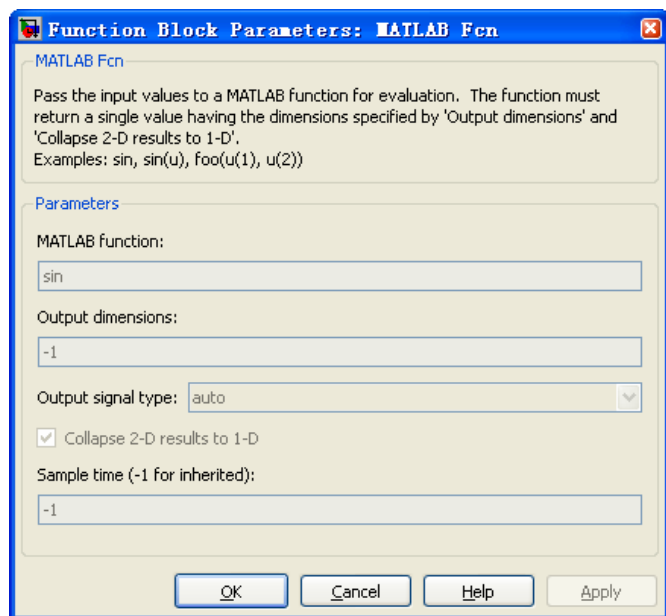 Function Block Parameters: MATLAB Fcn
MATLAB Fcn
Pass the input values to a MATLAB function for evaluation. The function must
return a single value having the dimensions specified by 'Output dimensions' and
'Collapse 2-D results to 1-D'.
Examples: sin, sin(u), foo(u(1), u(2))
Parameters
MATLAB function:
sin
Output dimensions:
-1
Output signal type: auto
Collapse 2-D results to 1-D
Sample time (-1 for inherited):
-1
OK Cancel Help Apply